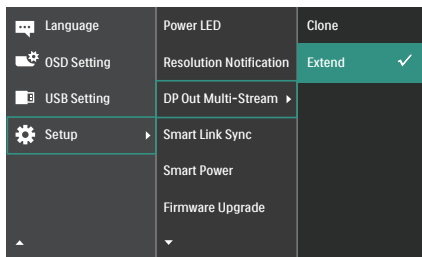 Language
OSD Setting
USB Setting
Setup
Power LED
Resolution Notification
DP Out Multi-Stream
Smart Link Sync
Smart Power
Firmware Upgrade
Clone
Extend